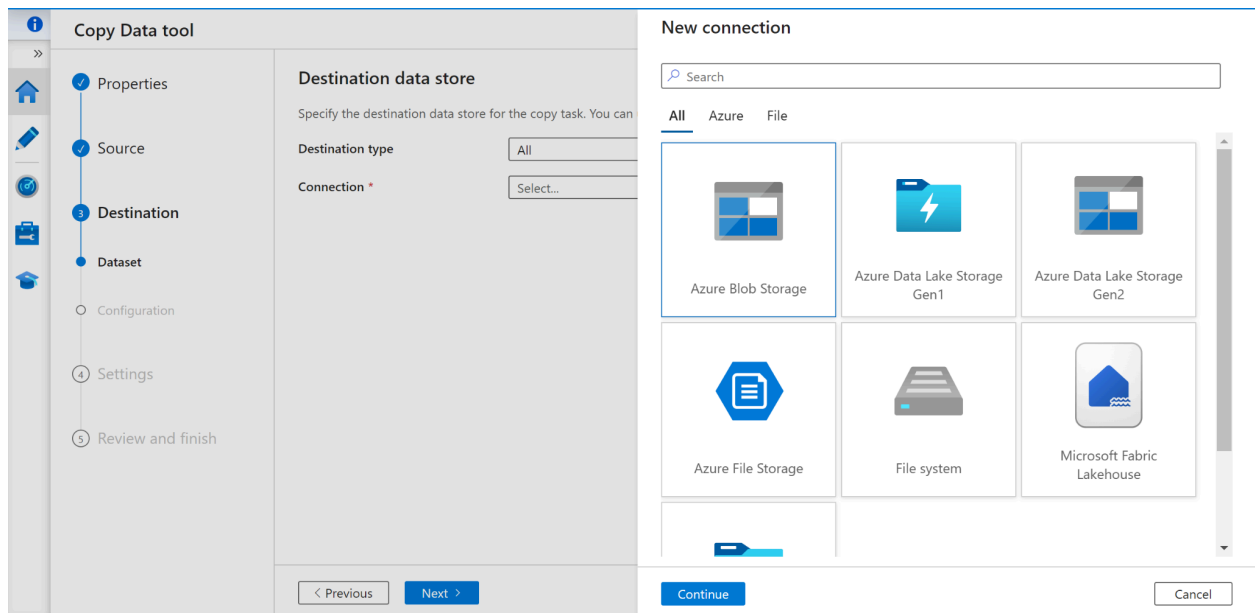 Copy Data tool
Properties
Source
3
Destination
Dataset
Configuration
4
Settings
5
Review and finish
Destination data store
Specify the destination data store for the copy task. You can
Destination type
All
Connection *
Select...
< Previous
Next >
New connection
Search
All
Azure
File
Azure Blob Storage
Azure Data Lake Storage
Gen1
Azure Data Lake Storage
Gen2
Azure File Storage
File system
Microsoft Fabric
Lakehouse
Continue
Cancel